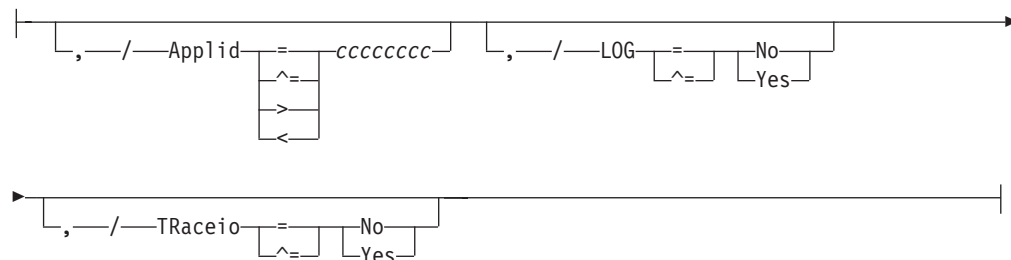 , / Applid = cccccccc , / LOG = No
^= ^= Yes
>
<
, / TRaceio = No
^= Yes